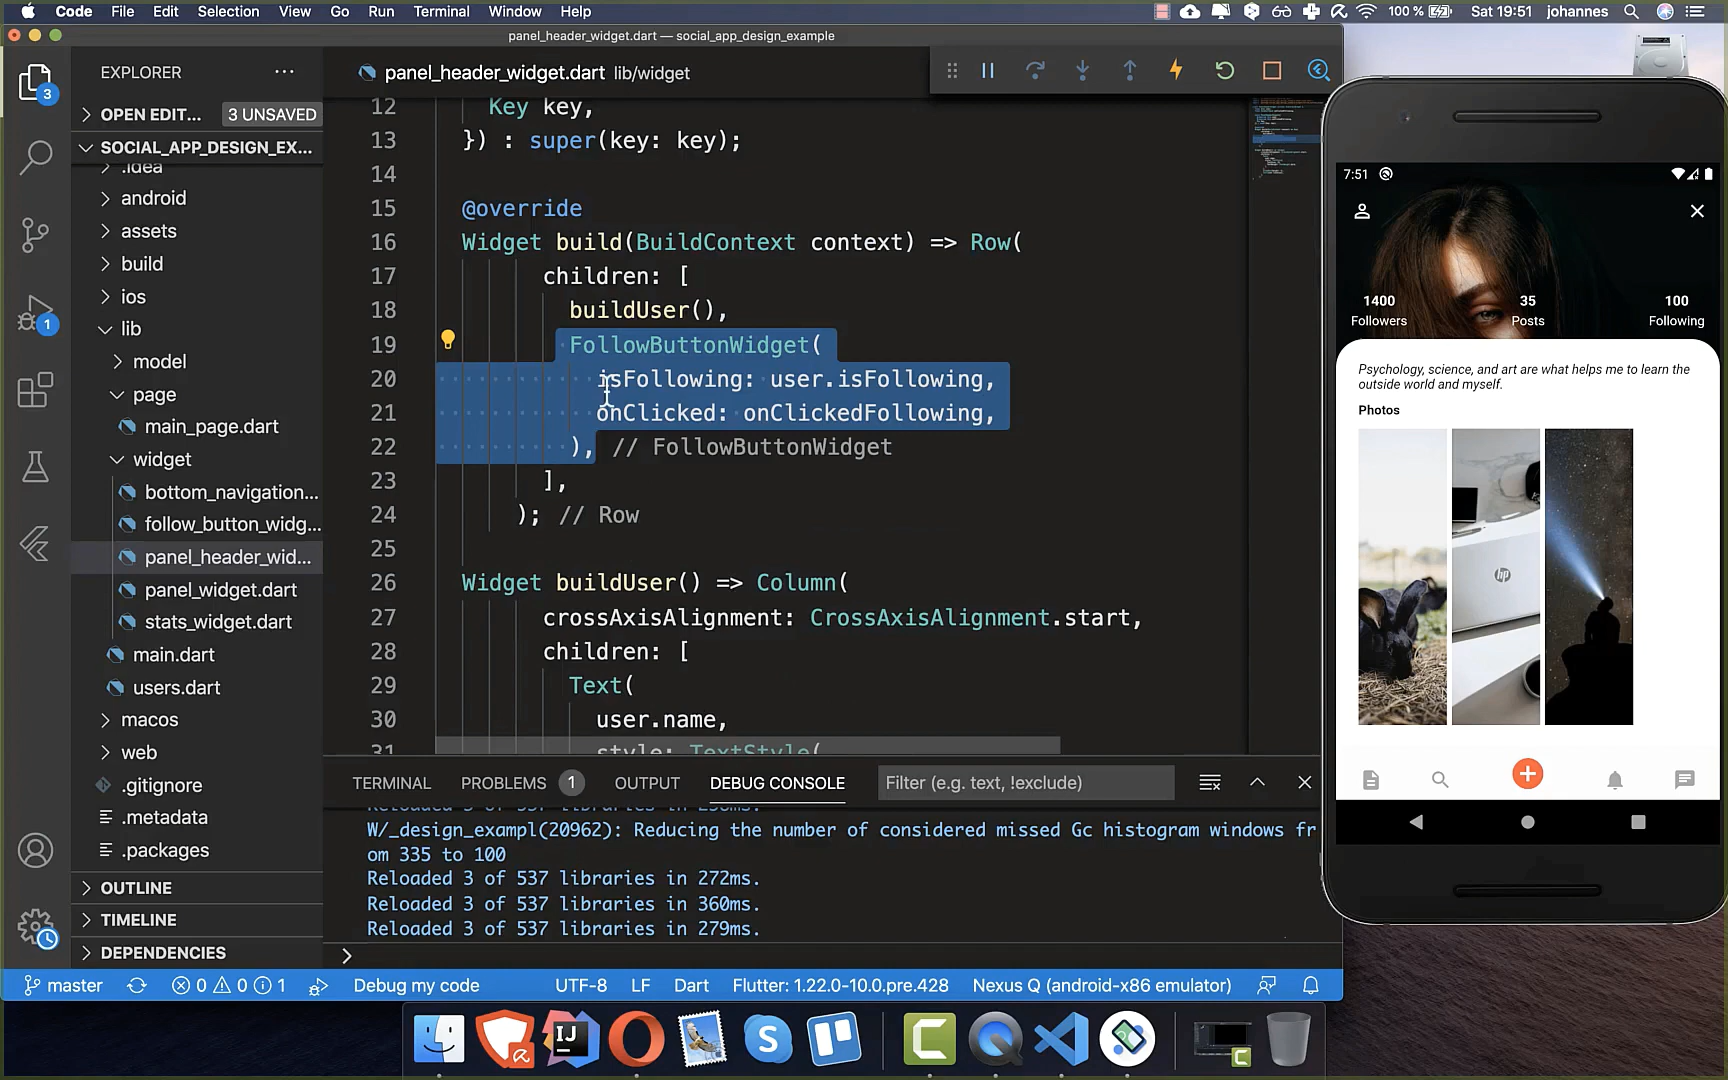 Code File Edit Selection View Go Run Terminal Window Help
100 % Sat 19:51 johannes
panel_header_widget.dart — social_app_design_example
EXPLORER
3
OPEN EDIT... 3 UNSAVED
SOCIAL_APP_DESIGN_EX...
.idea
android
assets
build
ios
1
lib
model
page
main_page.dart
widget
bottom_navigation...
follow_button_widg...
panel_header_wid...
panel_widget.dart
stats_widget.dart
main.dart
users.dart
macos
web
.gitignore
.metadata
.packages
OUTLINE
TIMELINE
DEPENDENCIES
panel_header_widget.dart lib/widget
12 Key key,
13 }) : super(key: key);
14
15 @override
16 Widget build(BuildContext context) => Row(
17 children: [
18 buildUser(),
19 FollowButtonWidget(
20 isFollowing: user.isFollowing,
21 onClicked: onClickedFollowing,
22 ), // FollowButtonWidget
23 ],
24 ); // Row
25
26 Widget buildUser() => Column(
27 crossAxisAlignment: CrossAxisAlignment.start,
28 children: [
29 Text(
30 user.name,
31 style: TextStyle(
TERMINAL PROBLEMS 1 OUTPUT DEBUG CONSOLE Filter (e.g. text, !exclude)
W/_design_exampl(20962): Reducing the number of considered missed Gc histogram windows fr
om 335 to 100
Reloaded 3 of 537 libraries in 272ms.
Reloaded 3 of 537 libraries in 360ms.
Reloaded 3 of 537 libraries in 279ms.
master 0 0 1 Debug my code UTF-8 LF Dart Flutter: 1.22.0-10.0.pre.428 Nexus Q (android-x86 emulator)
7:51
1400 35 100
Followers Posts Following
Psychology, science, and art are what helps me to learn the
outside world and myself.
Photos
hp
IJ